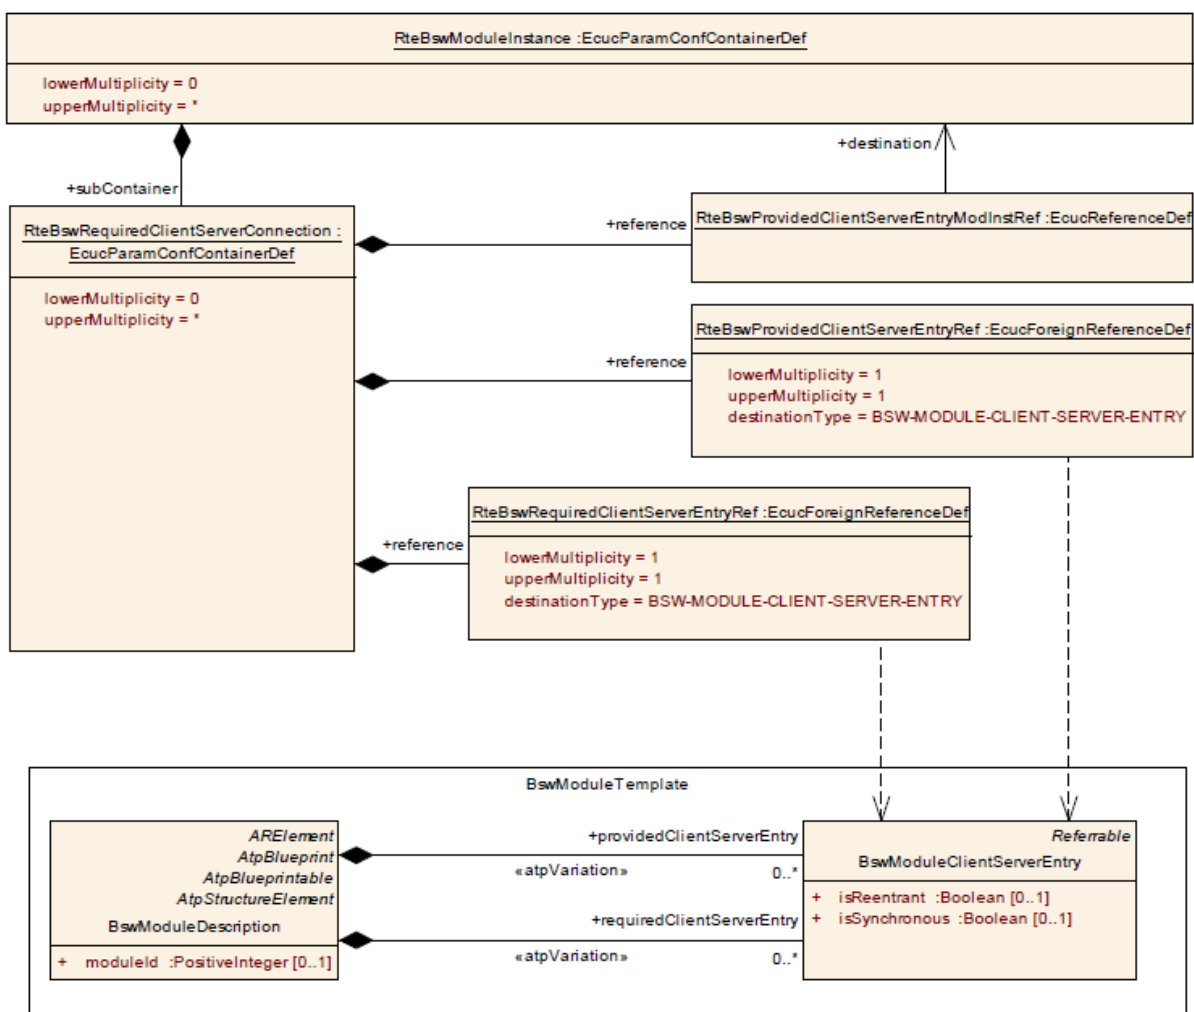 RteBswModuleInstance :EcucParamConfContainerDef
lowerMultiplicity = 0
upperMultiplicity = *
+destination
+subContainer
RteBswRequiredClientServerConnection :
EcucParamConfContainerDef
lowerMultiplicity = 0
upperMultiplicity = *
+reference
RteBswProvidedClientServerEntryModInstRef :EcucReferenceDef
+reference
RteBswProvidedClientServerEntryRef :EcucForeignReferenceDef
lowerMultiplicity = 1
upperMultiplicity = 1
destinationType = BSW-MODULE-CLIENT-SERVER-ENTRY
+reference
RteBswRequiredClientServerEntryRef :EcucForeignReferenceDef
lowerMultiplicity = 1
upperMultiplicity = 1
destinationType = BSW-MODULE-CLIENT-SERVER-ENTRY
BswModuleTemplate
ARElement
AtpBlueprint
AtpBlueprintable
AtpStructureElement
BswModuleDescription
+ moduleId :PositiveInteger [0..1]
+providedClientServerEntry
«atpVariation» 0..*
+requiredClientServerEntry
«atpVariation» 0..*
Referrable
BswModuleClientServerEntry
+ isReentrant :Boolean [0..1]
+ isSynchronous :Boolean [0..1]